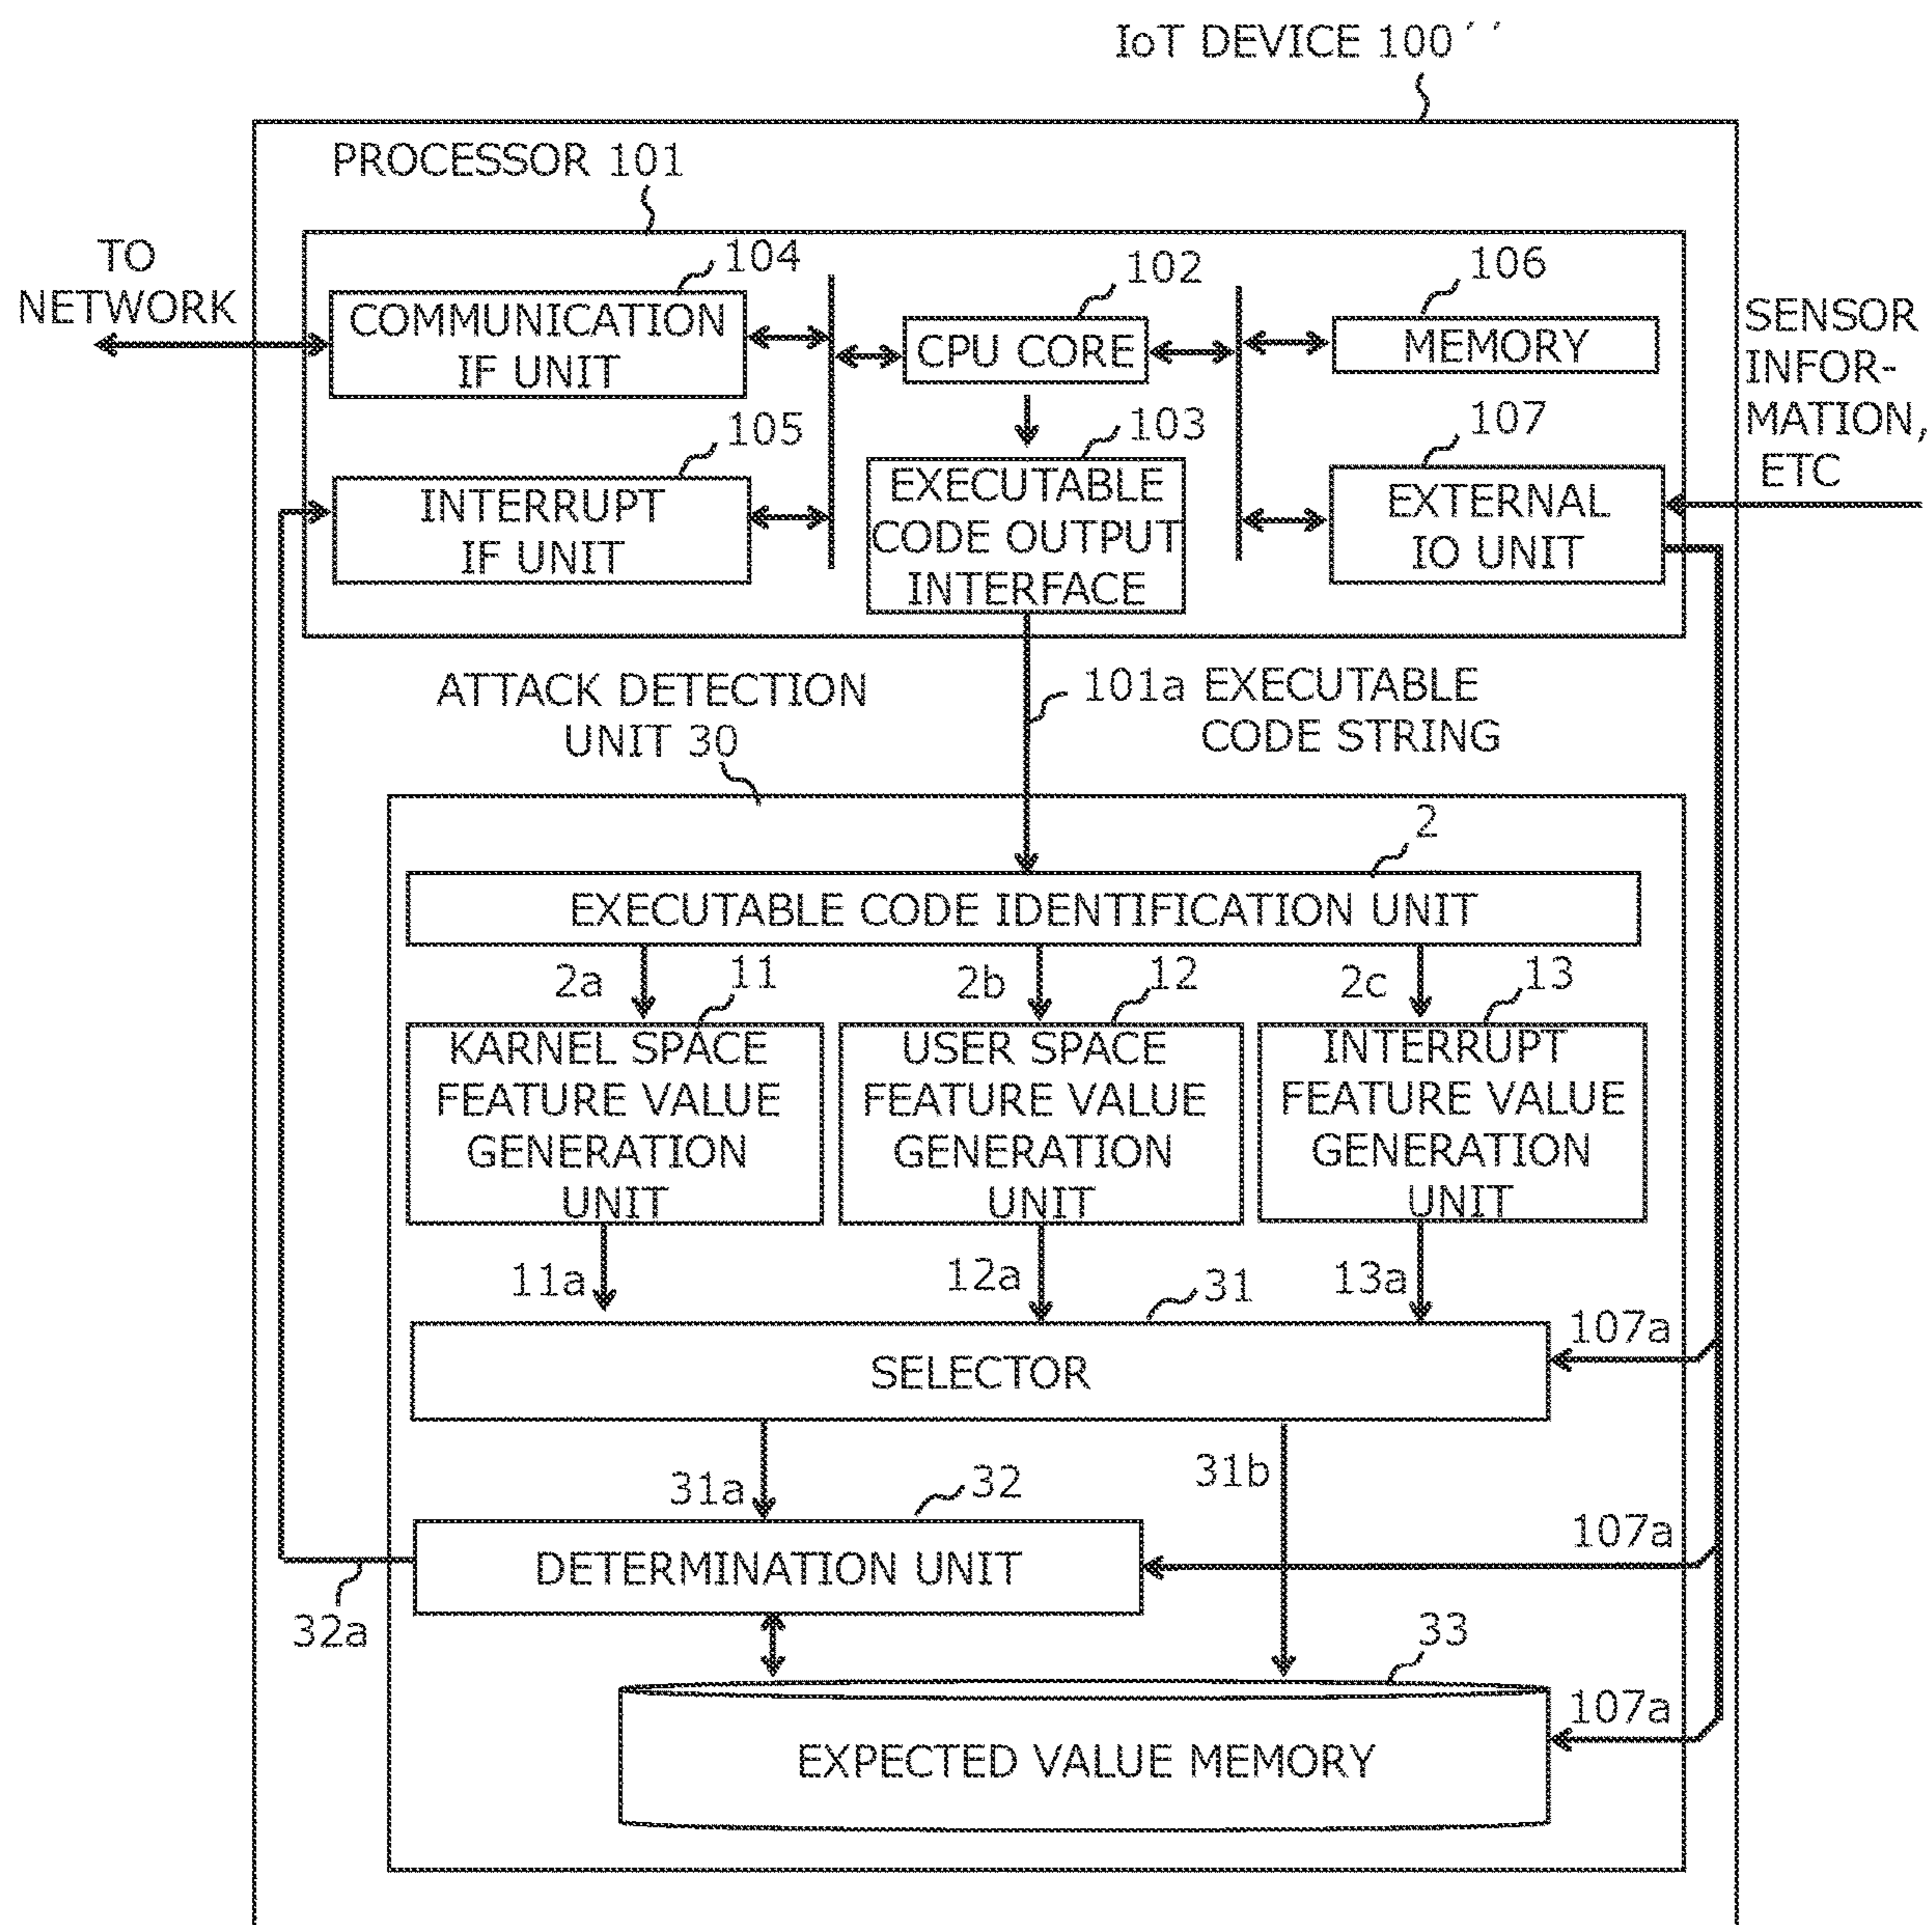 IoT DEVICE 100´´
PROCESSOR 101
TO
NETWORK
104
COMMUNICATION
IF UNIT
105
INTERRUPT
IF UNIT
102
CPU CORE
103
EXECUTABLE
CODE OUTPUT
INTERFACE
106
MEMORY
107
EXTERNAL
IO UNIT
SENSOR
INFOR-
MATION,
ETC
ATTACK DETECTION
UNIT 30
101a EXECUTABLE
CODE STRING
2
EXECUTABLE CODE IDENTIFICATION UNIT
2a
11
2b
12
2c
13
KARNEL SPACE
FEATURE VALUE
GENERATION
UNIT
USER SPACE
FEATURE VALUE
GENERATION
UNIT
INTERRUPT
FEATURE VALUE
GENERATION
UNIT
11a
12a
31
13a
107a
SELECTOR
31a
32
31b
107a
DETERMINATION UNIT
32a
33
107a
EXPECTED VALUE MEMORY